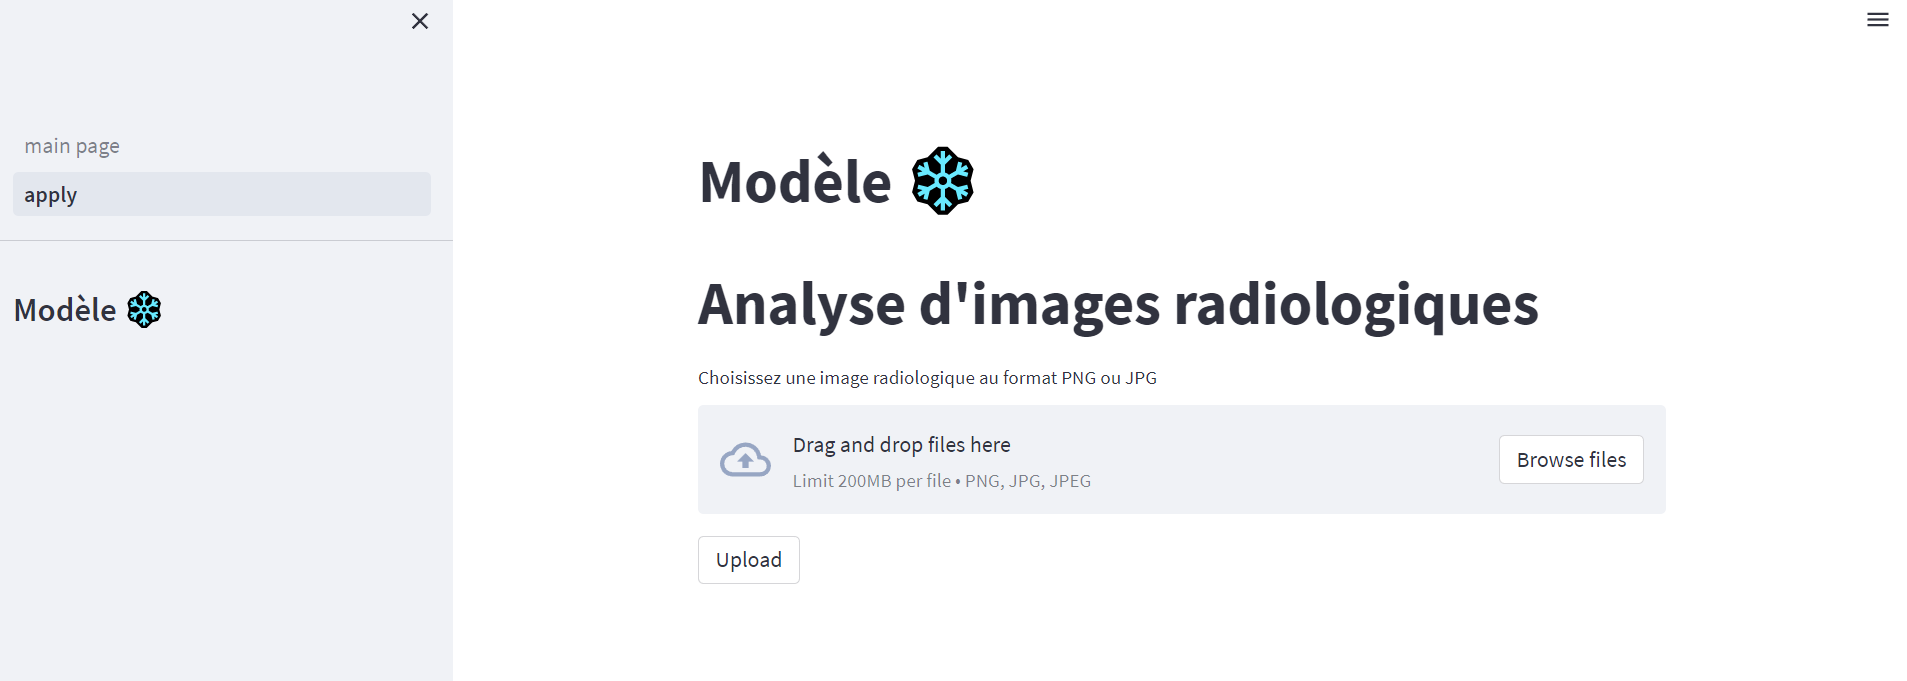 main page
apply
Modèle
Modèle
Analyse d'images radiologiques
Choisissez une image radiologique au format PNG ou JPG
Drag and drop files here
Limit 200MB per file • PNG, JPG, JPEG
Browse files
Upload